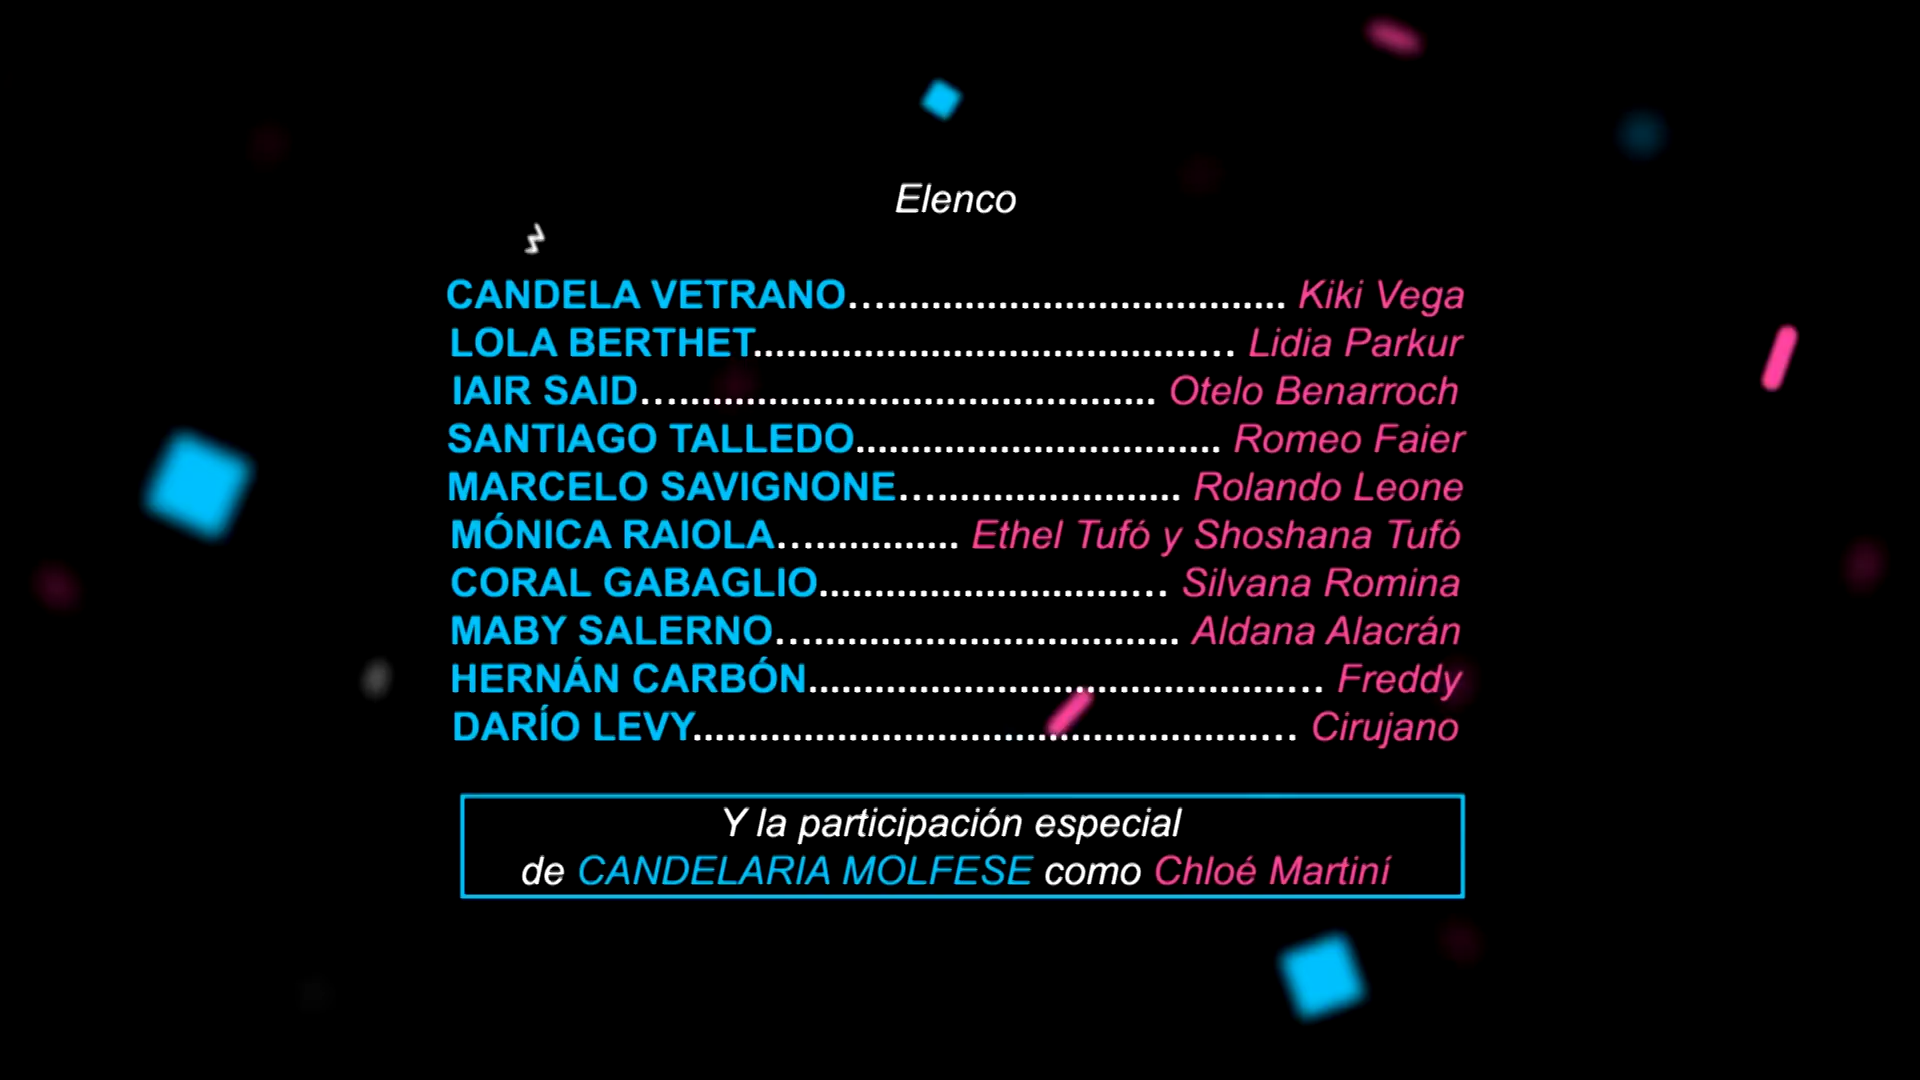 Elenco
CANDELA VETRANO........................................ Kiki Vega
LOLA BERTHET............................................ Lidia Parkur
IAIR SAID............................................... Otelo Benarroch
SANTIAGO TALLEDO................................. Romeo Faier
MARCELO SAVIGNONE.......................... Rolando Leone
MÓNICA RAIOLA................ Ethel Tufó y Shoshana Tufó
CORAL GABAGLIO................................ Silvana Romina
MABY SALERNO..................................... Aldana Alacrán
HERNÁN CARBÓN............................................... Freddy
DARÍO LEVY....................................................... Cirujano
Y la participación especial
de CANDELARIA MOLFESE como Chloé Martiní